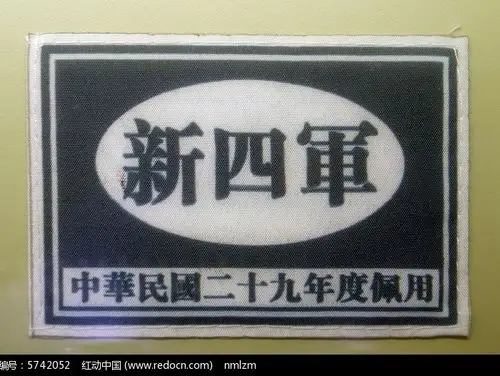 新四軍
中華民國二十九年度佩用
编号：5742052 红动中国 (www.redocn.com) nmlzm